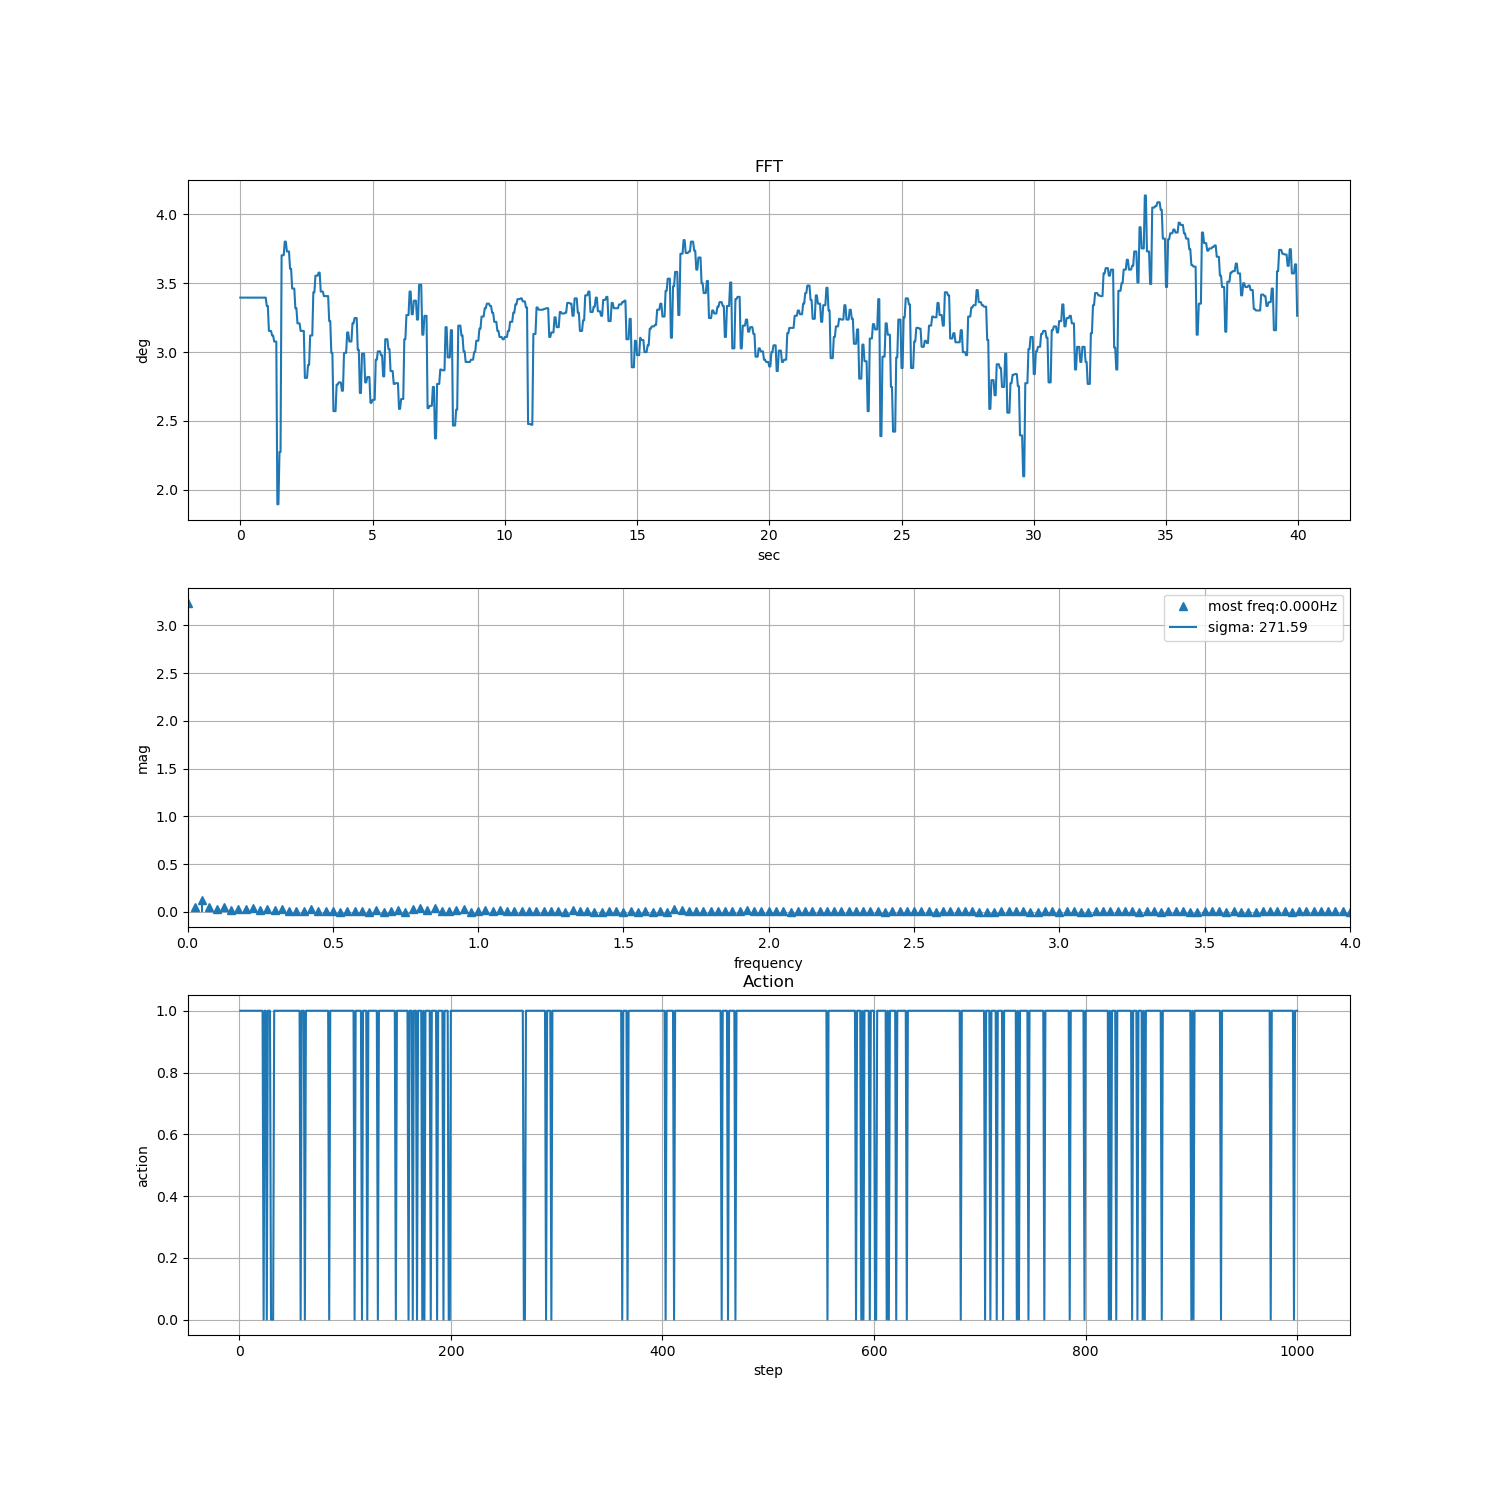 FFT
4.0
3.5
3.0
2.5
2.0
deg
0 5 10 15 20 25 30 35 40
sec
most freq:0.000Hz
sigma: 271.59
3.0
2.5
2.0
1.5
1.0
0.5
0.0
mag
0.0 0.5 1.0 1.5 2.0 2.5 3.0 3.5 4.0
frequency
Action
1.0
0.8
0.6
0.4
0.2
0.0
action
0 200 400 600 800 1000
step